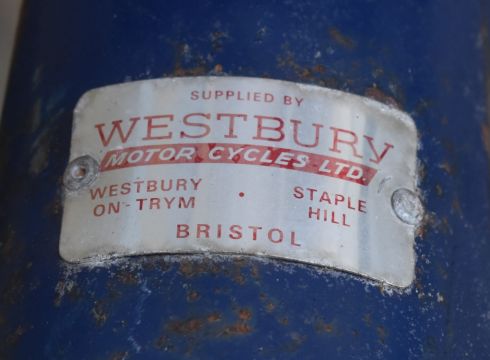 SUPPLIED BY
WESTBURY
MOTOR CYCLES LTD.
WESTBURY ON-TRYM • STAPLE HILL
BRISTOL